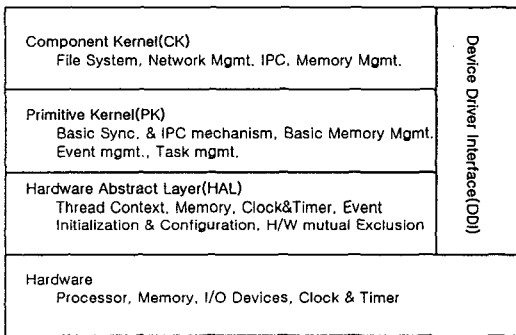 Component Kernel(CK)
File System, Network Mgmt. IPC, Memory Mgmt.
Primitive Kernel(PK)
Basic Sync. & IPC mechanism, Basic Memory Mgmt.
Event mgmt., Task mgmt.
Hardware Abstract Layer(HAL)
Thread Context, Memory, Clock&Timer, Event
Initialization & Configuration, H/W mutual Exclusion
Hardware
Processor, Memory, I/O Devices, Clock & Timer
Device Driver Interface(DDI)